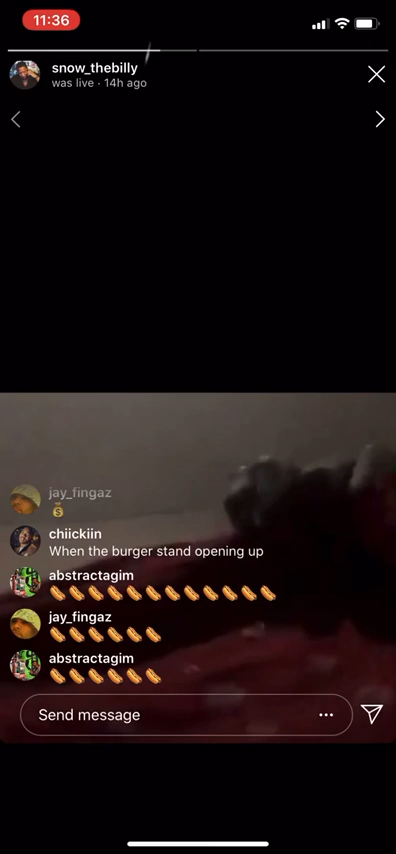 11:36
snow_thebilly
was live · 14h ago
jay_fingaz
💰
chiickiin
When the burger stand opening up
abstractagim
🌭🌭🌭🌭🌭🌭🌭🌭🌭🌭🌭🌭
jay_fingaz
🌭🌭🌭🌭🌭🌭
abstractagim
🌭🌭🌭🌭🌭🌭
Send message